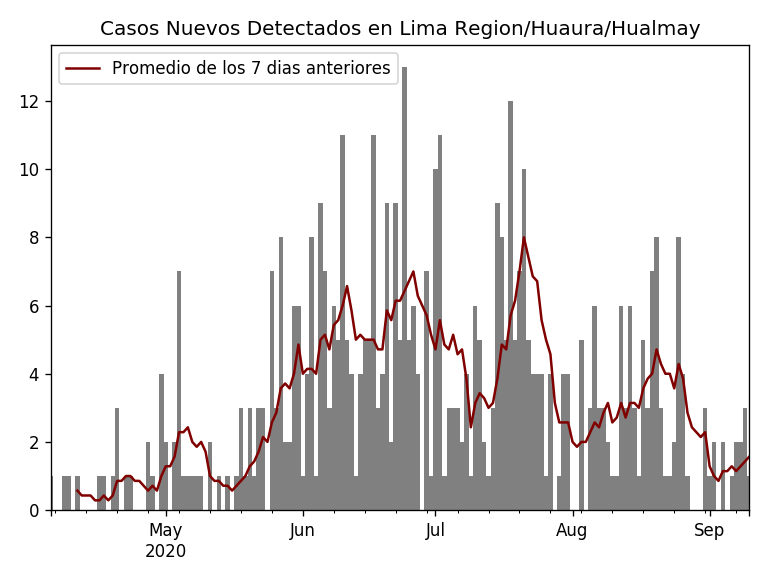 Casos Nuevos Detectados en Lima Region/Huaura/Hualmay
Promedio de los 7 dias anteriores
12
10
8
6
4
2
0
May Jun Jul Aug Sep
2020